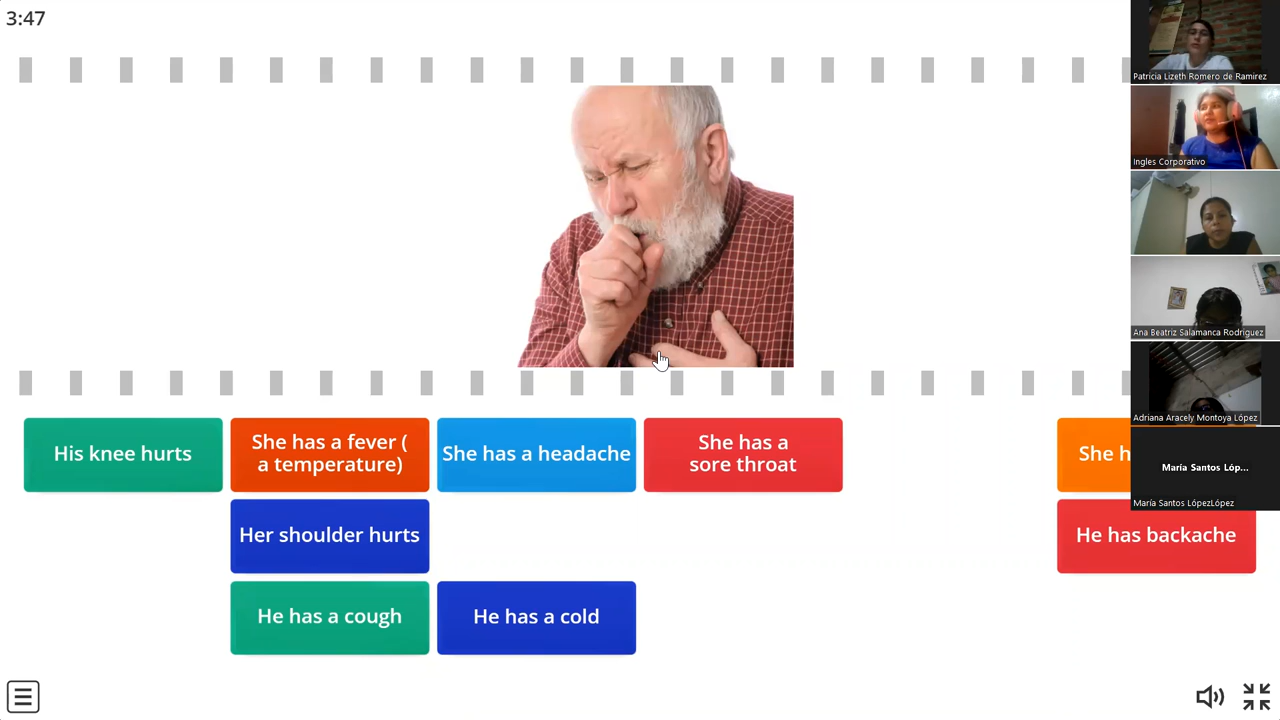 3:47
Patricia Lizeth Romero de Ramirez
Ingles Corporativo
Ana Beatriz Salamanca Rodriguez
Adriana Aracely Montoya López
María Santos Lóp...
María Santos LópezLópez
His knee hurts
She has a fever (
a temperature)
She has a headache
She has a
sore throat
She h
Her shoulder hurts
He has backache
He has a cough
He has a cold